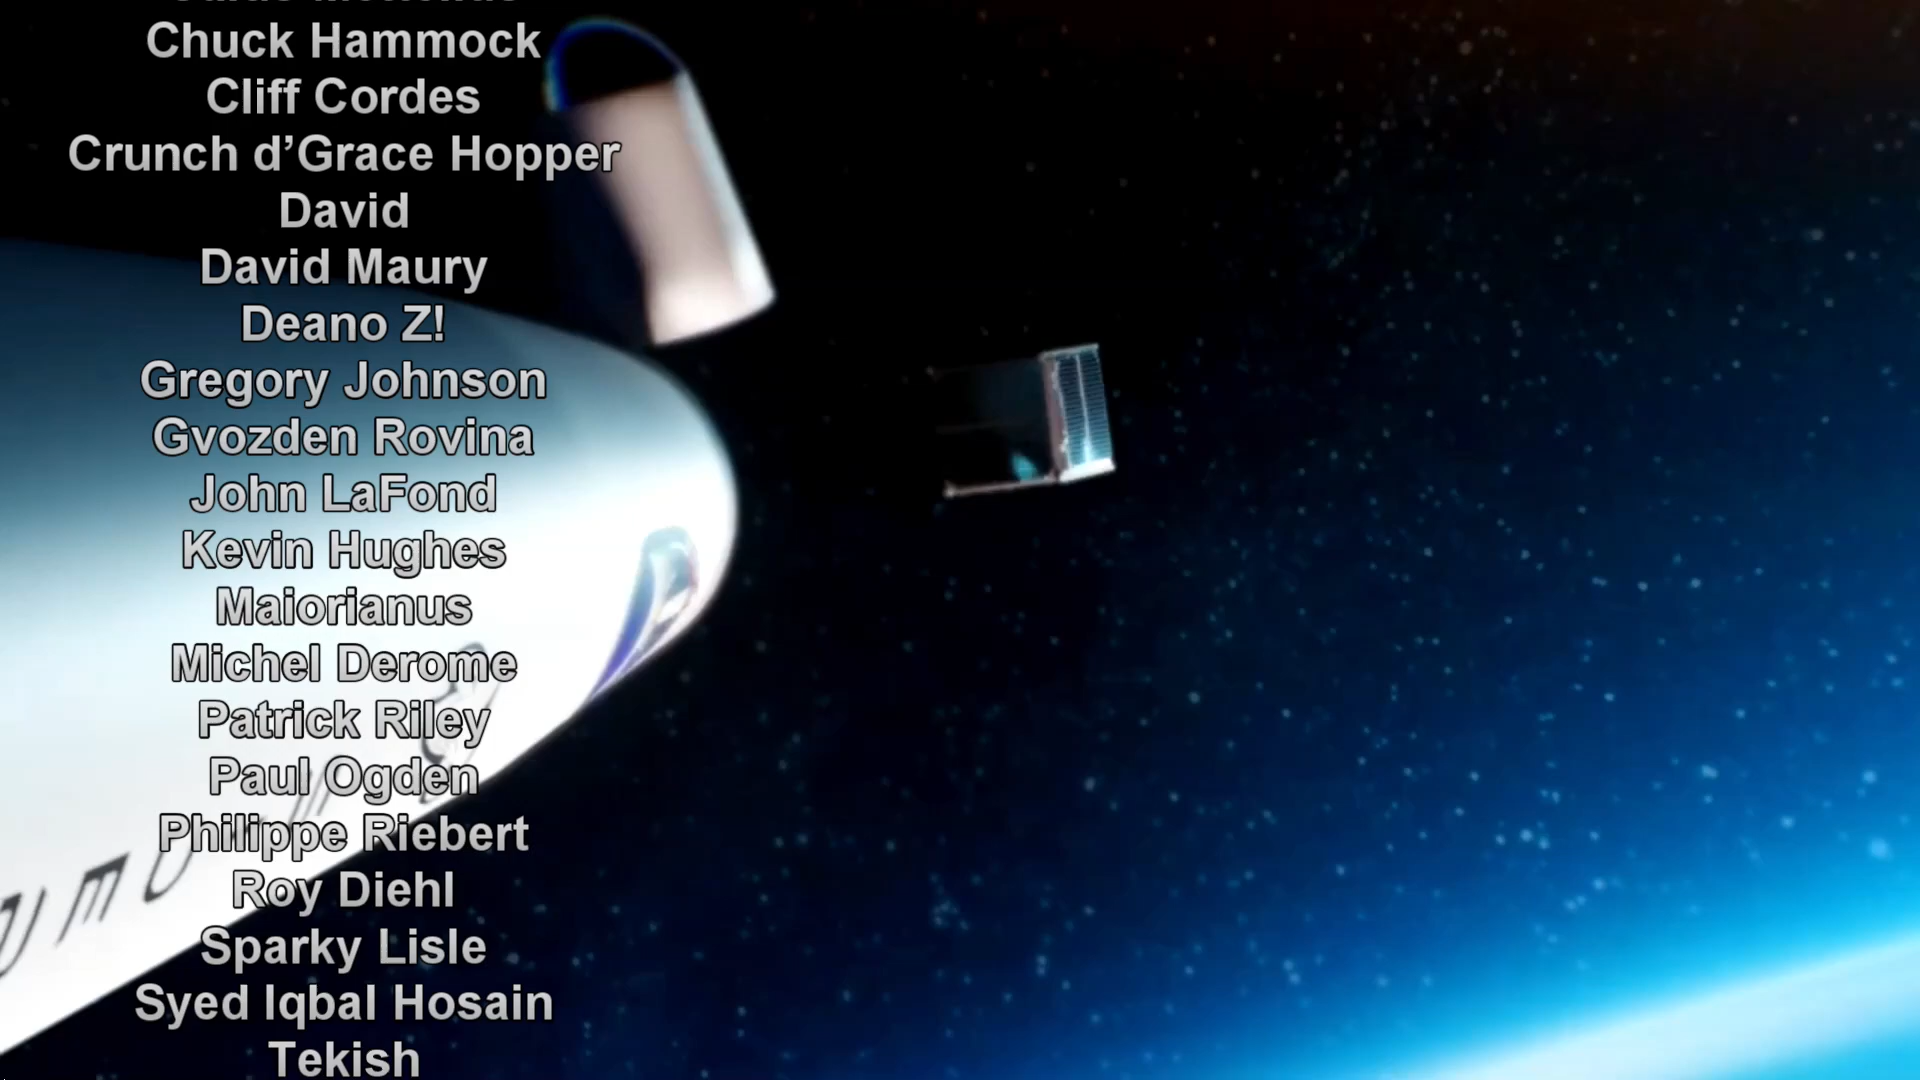 Chuck Hammock
Cliff Cordes
Crunch d’Grace Hopper
David
David Maury
Deano Z!
Gregory Johnson
Gvozden Rovina
John LaFond
Kevin Hughes
Maiorianus
Michel Derome
Patrick Riley
Paul Ogden
Philippe Riebert
Roy Diehl
Sparky Lisle
Syed Iqbal Hosain
Tekish